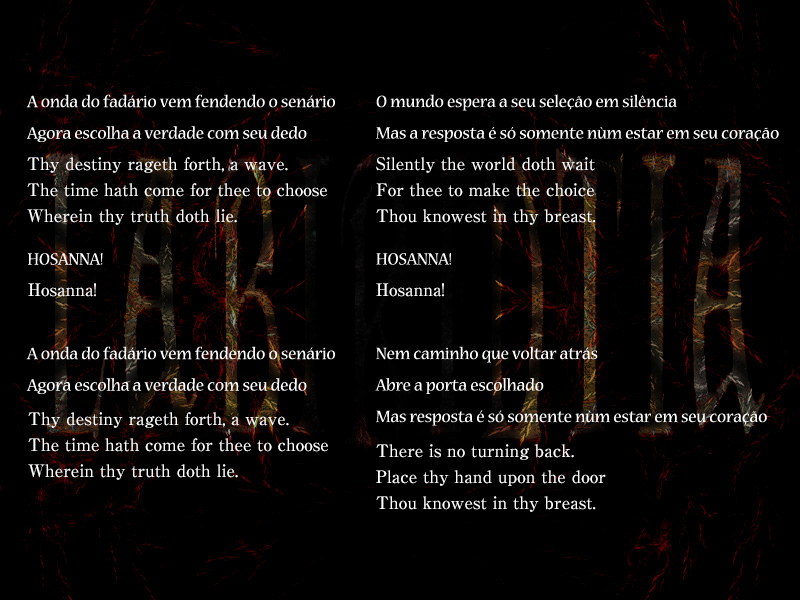 A onda do fadário vem fendendo o senário
Agora escolha a verdade com seu dedo
Thy destiny rageth forth, a wave.
The time hath come for thee to choose
Wherein thy truth doth lie.
HOSANNA!
Hosanna!
A onda do fadário vem fendendo o senário
Agora escolha a verdade com seu dedo
Thy destiny rageth forth, a wave.
The time hath come for thee to choose
Wherein thy truth doth lie.
O mundo espera a seu seleção em silência
Mas a resposta é só somente nùm estar em seu coração
Silently the world doth wait
For thee to make the choice
Thou knowest in thy breast.
HOSANNA!
Hosanna!
Nem caminho que voltar atrás
Abre a porta escolhado
Mas resposta é só somente nùm estar em seu coração
There is no turning back.
Place thy hand upon the door
Thou knowest in thy breast.